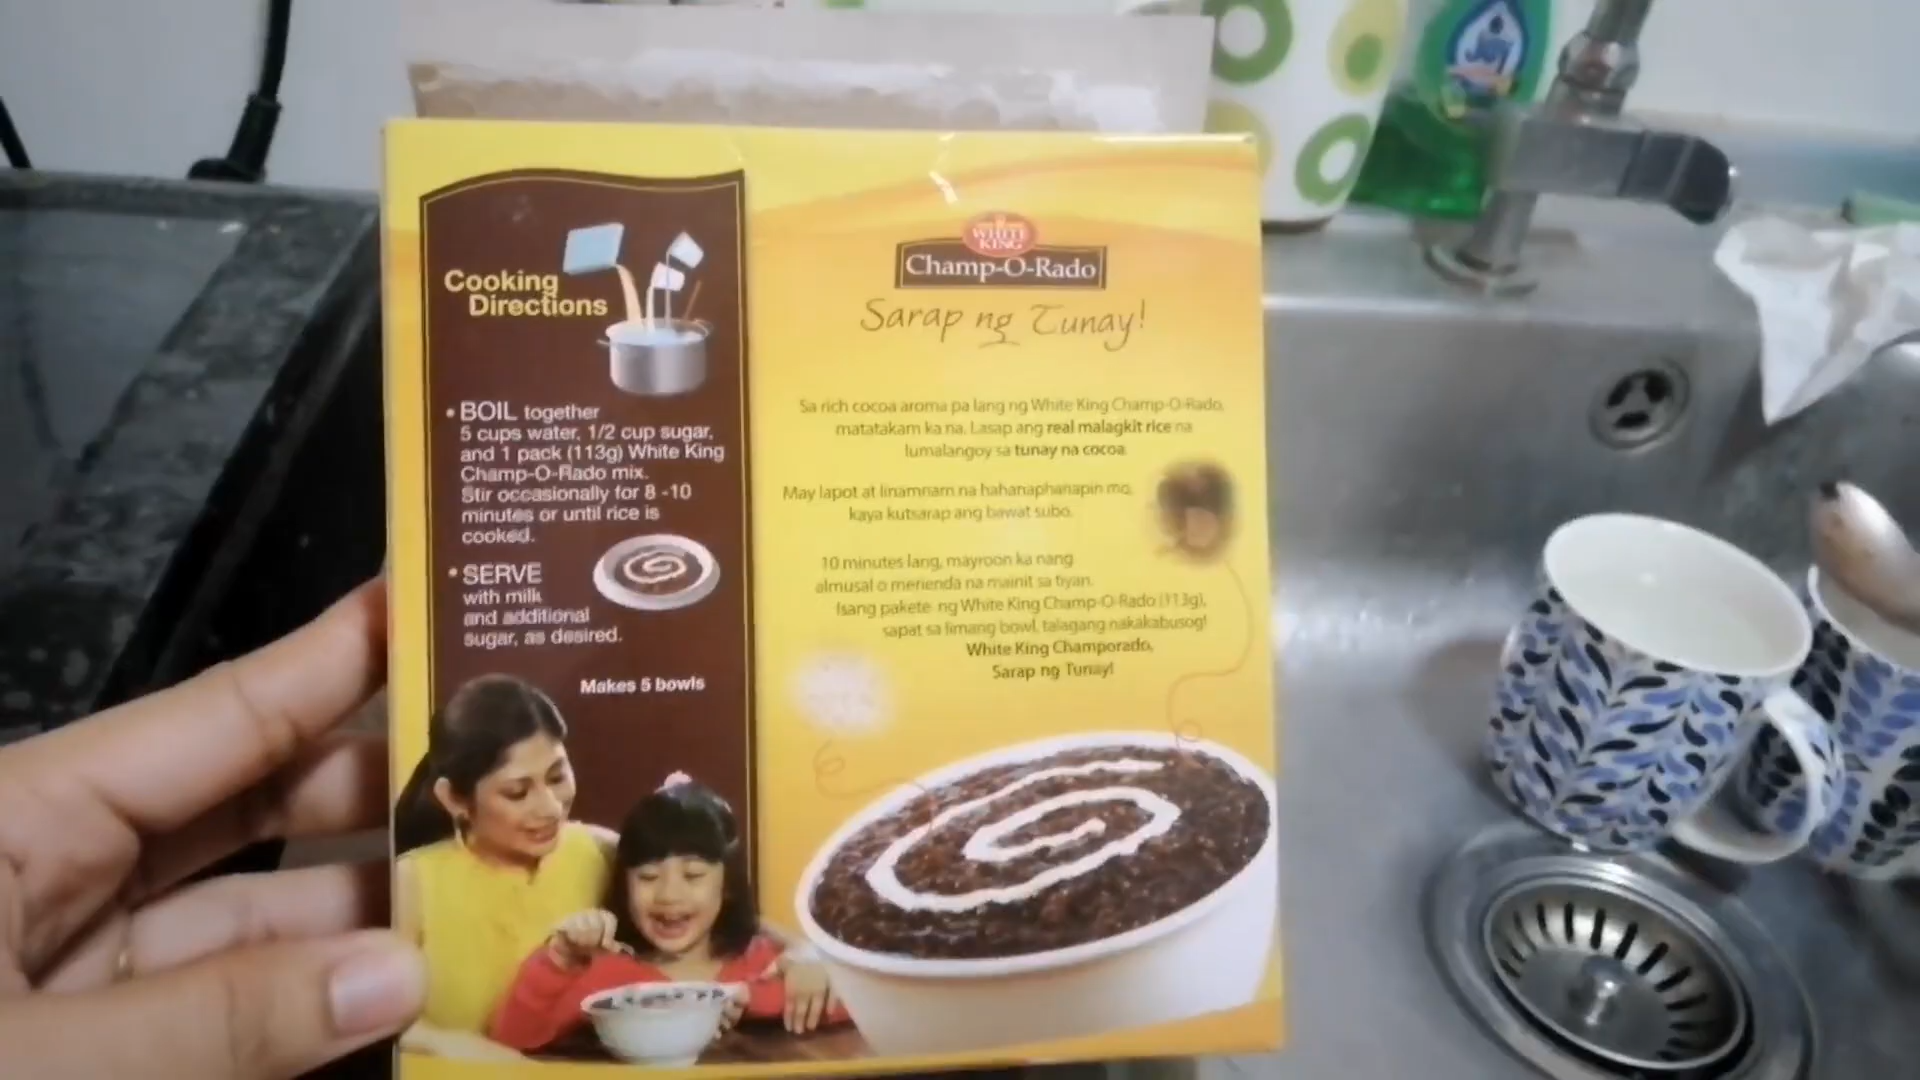 Joy
Cooking
Directions
• BOIL together
5 cups water, 1/2 cup sugar,
and 1 pack (113g) White King
Champ-O-Rado mix.
Stir occasionally for 8 -10
minutes or until rice is
cooked.
• SERVE
with milk
and additional
sugar, as desired.
Makes 5 bowls
WHITE
KING
Champ-O-Rado
Sarap ng Tunay!
Sa rich cocoa aroma pa lang ng White King Champ-O-Rado,
matatakam ka na. Lasap ang real malagkit rice na
lumalangoy sa tunay na cocoa.
May lapot at linamnam na hahanaphanapin mo,
kaya kutsarap ang bawat subo.
10 minutes lang, mayroon ka nang
almusal o merienda na mainit sa tiyan.
Isang pakete ng White King Champ-O-Rado (113g),
sapat sa limang bowl, talagang nakakabusog!
White King Champorado,
Sarap ng Tunay!